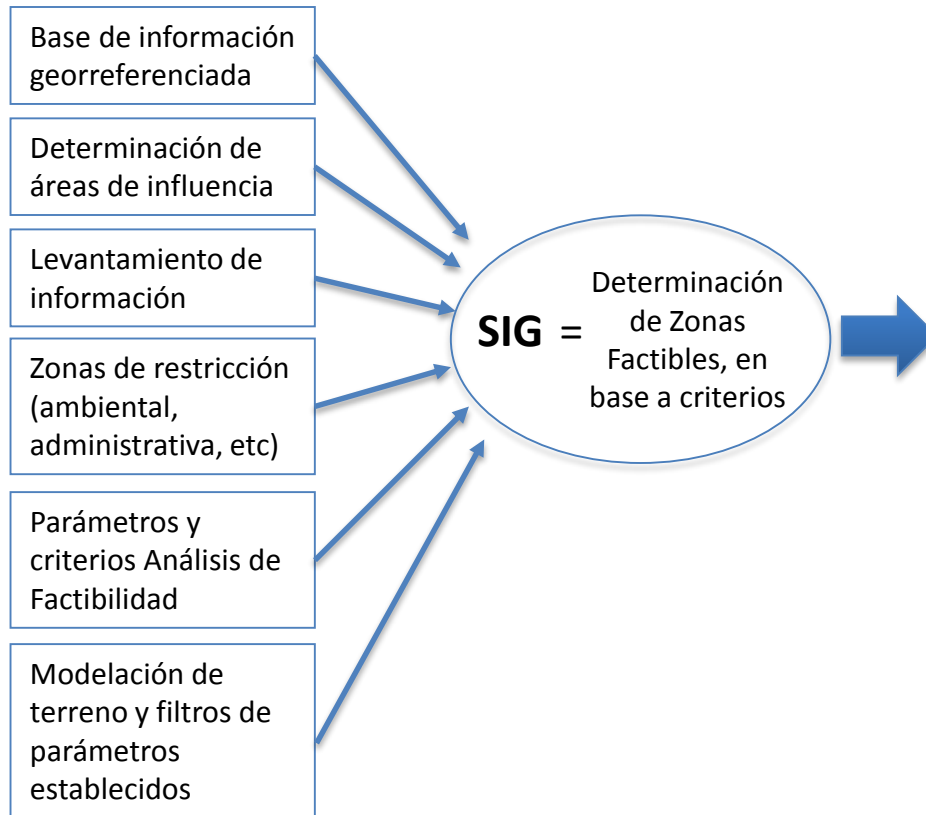 Base de información
georreferenciada
Determinación de
áreas de influencia
Levantamiento de
información
Zonas de restricción
(ambiental,
administrativa, etc)
Parámetros y
criterios Análisis de
Factibilidad
Modelación de
terreno y filtros de
parámetros
establecidos
SIG =
Determinación
de Zonas
Factibles, en
base a criterios